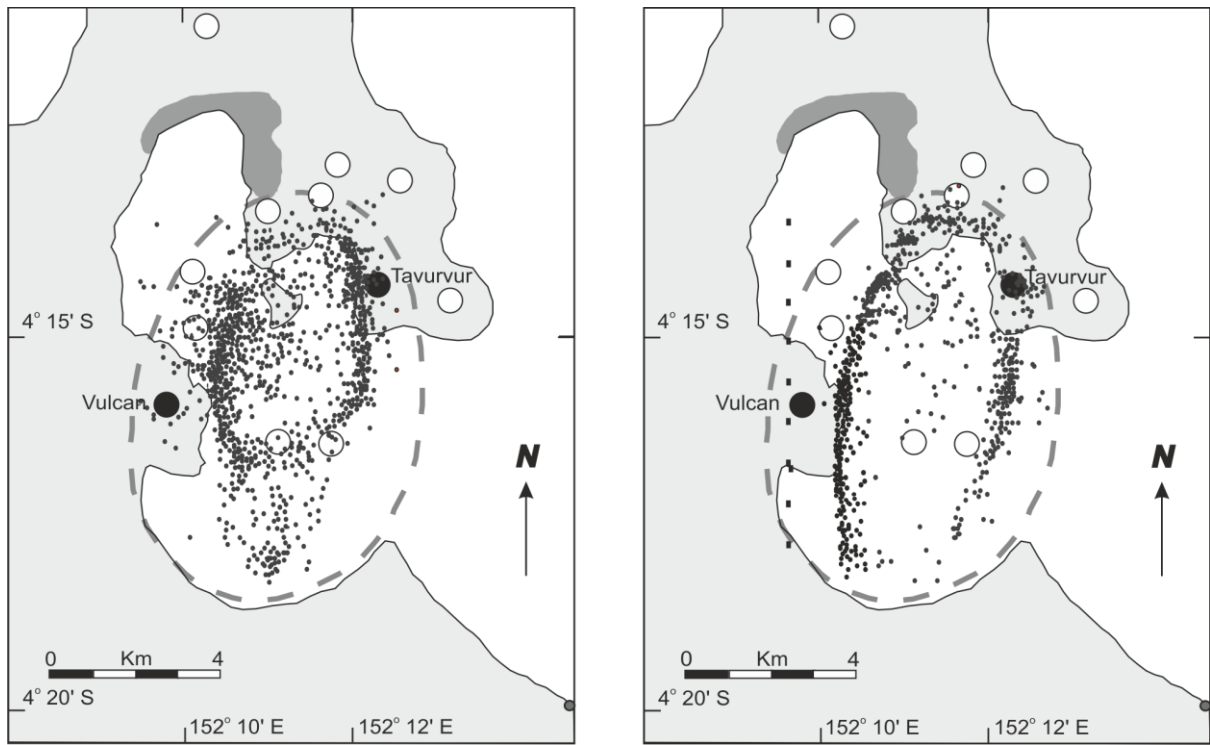 Tavurvur
4° 15' S
Vulcan
N
0 Km 4
4° 20' S
152° 10' E
152° 12' E
Tavurvur
4° 15' S
Vulcan
N
0 Km 4
4° 20' S
152° 10' E
152° 12' E